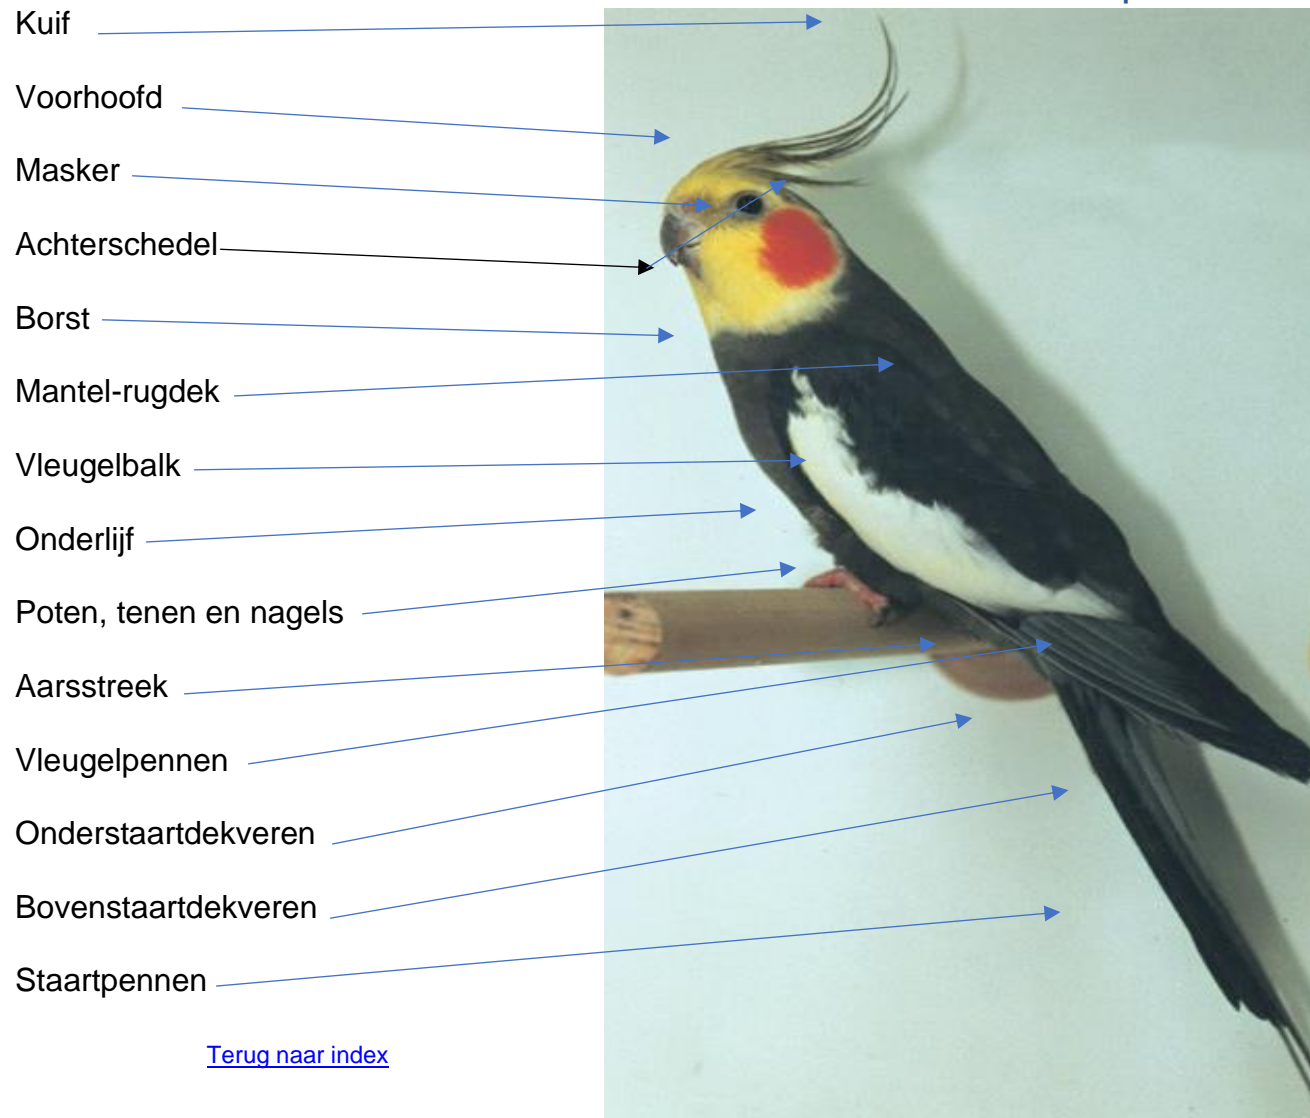 Kuif
Voorhoofd
Masker
Achterschedel
Borst
Mantel-rugdek
Vleugelbalk
Onderlijf
Poten, tenen en nagels
Aarsstreek
Vleugelpennen
Onderstaartdekveren
Bovenstaartdekveren
Staartpennen
Terug naar index